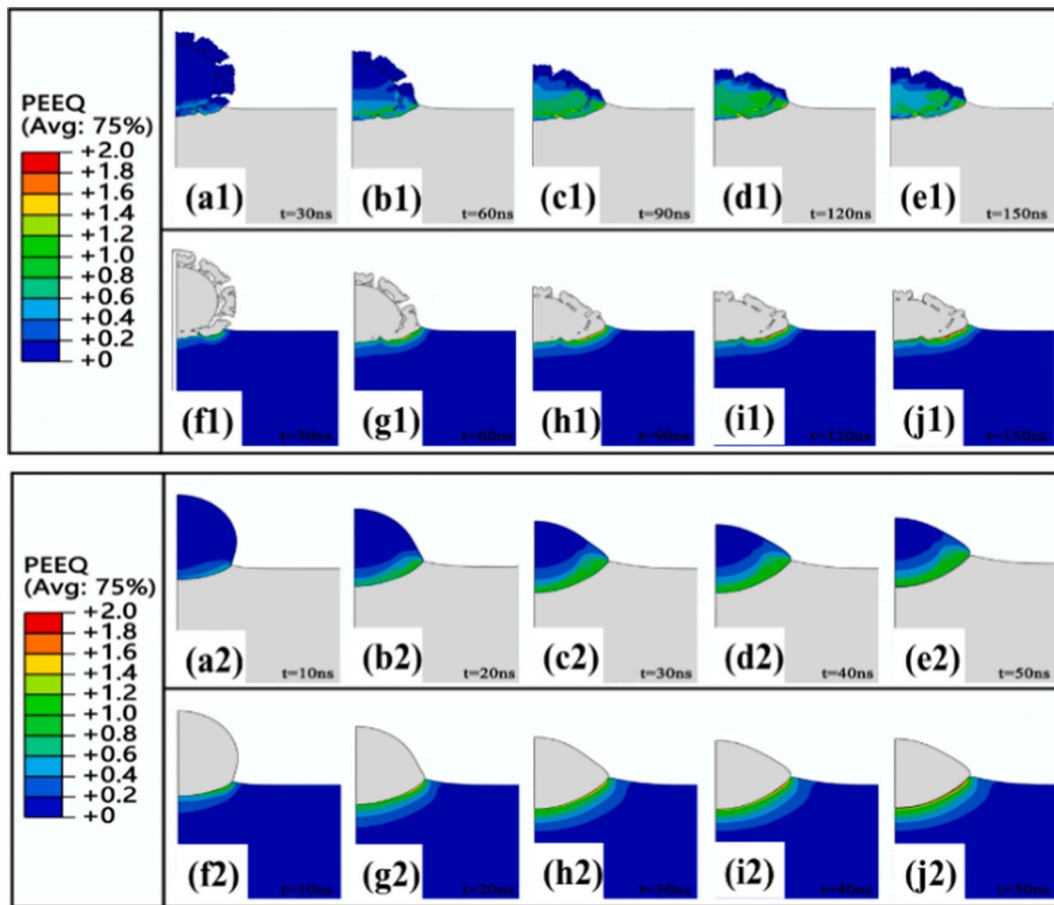 PEEQ
(Avg: 75%)
+2.0
+1.8
+1.6
+1.4
+1.2
+1.0
+0.8
+0.6
+0.4
+0.2
+0
(a1) t=30ns (b1) t=60ns (c1) t=90ns (d1) t=120ns (e1) t=150ns
(f1) t=30ns (g1) t=60ns (h1) t=90ns (i1) t=120ns (j1) t=150ns
PEEQ
(Avg: 75%)
+2.0
+1.8
+1.6
+1.4
+1.2
+1.0
+0.8
+0.6
+0.4
+0.2
+0
(a2) t=10ns (b2) t=20ns (c2) t=30ns (d2) t=40ns (e2) t=50ns
(f2) t=10ns (g2) t=20ns (h2) t=30ns (i2) t=40ns (j2) t=50ns